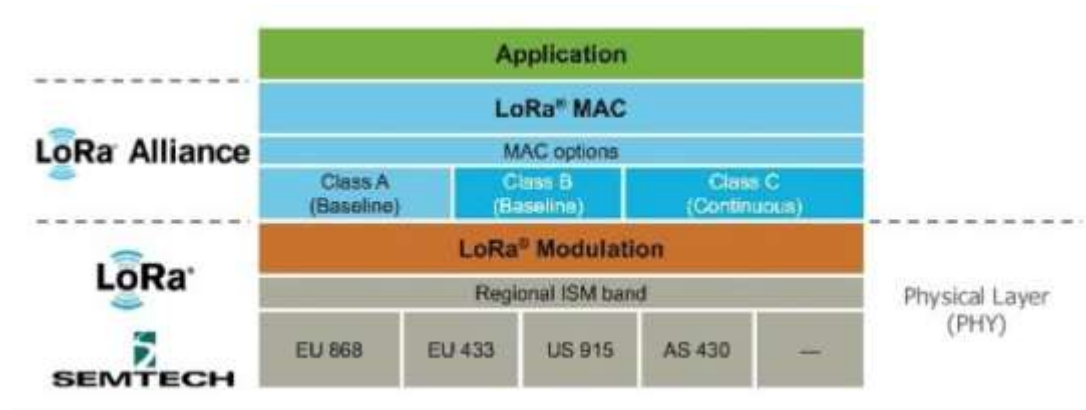 Application
LoRa® MAC
LoRa Alliance
MAC options
Class A
(Baseline)
Class B
(Baseline)
Class C
(Continuous)
LoRa® Modulation
LoRa®
Regional ISM band
Physical Layer
(PHY)
EU 868
EU 433
US 915
AS 430
—
SEMTECH